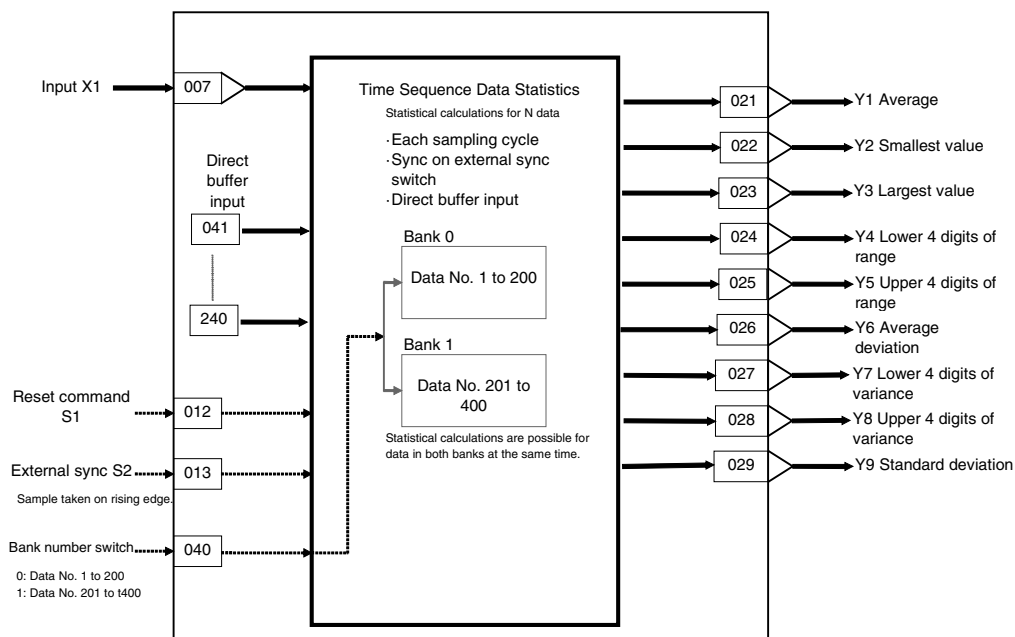 Input X1
007
Direct
buffer
input
041
240
Reset command
S1
012
External sync S2
013
Sample taken on rising edge.
Bank number switch
040
0: Data No. 1 to 200
1: Data No. 201 to t400
Time Sequence Data Statistics
Statistical calculations for N data
·Each sampling cycle
·Sync on external sync
switch
·Direct buffer input
Bank 0
Data No. 1 to 200
Bank 1
Data No. 201 to
400
Statistical calculations are possible for
data in both banks at the same time.
021
Y1 Average
022
Y2 Smallest value
023
Y3 Largest value
024
Y4 Lower 4 digits of
range
025
Y5 Upper 4 digits of
range
026
Y6 Average
deviation
027
Y7 Lower 4 digits of
variance
028
Y8 Upper 4 digits of
variance
029
Y9 Standard deviation